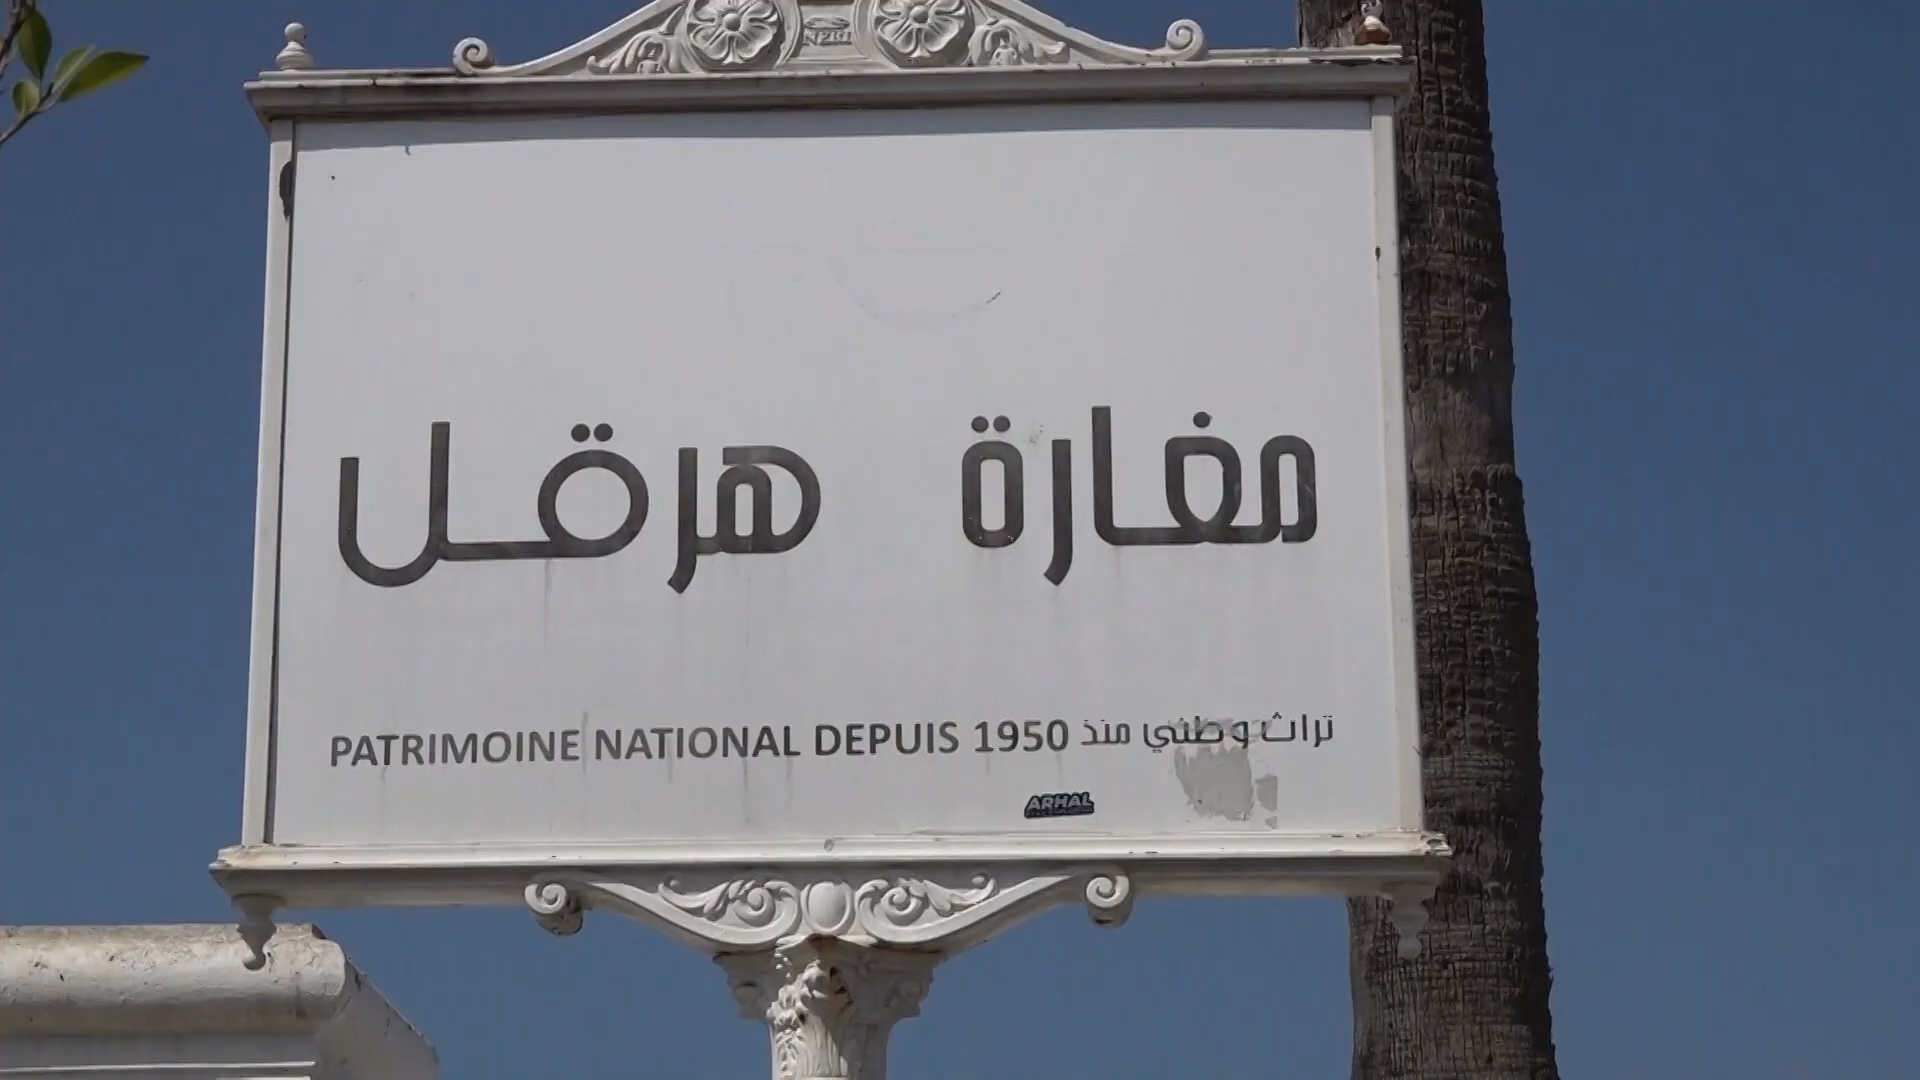 مغارة هرقل
PATRIMOINE NATIONAL DEPUIS 1950 تراث وطني منذ
ARHAL